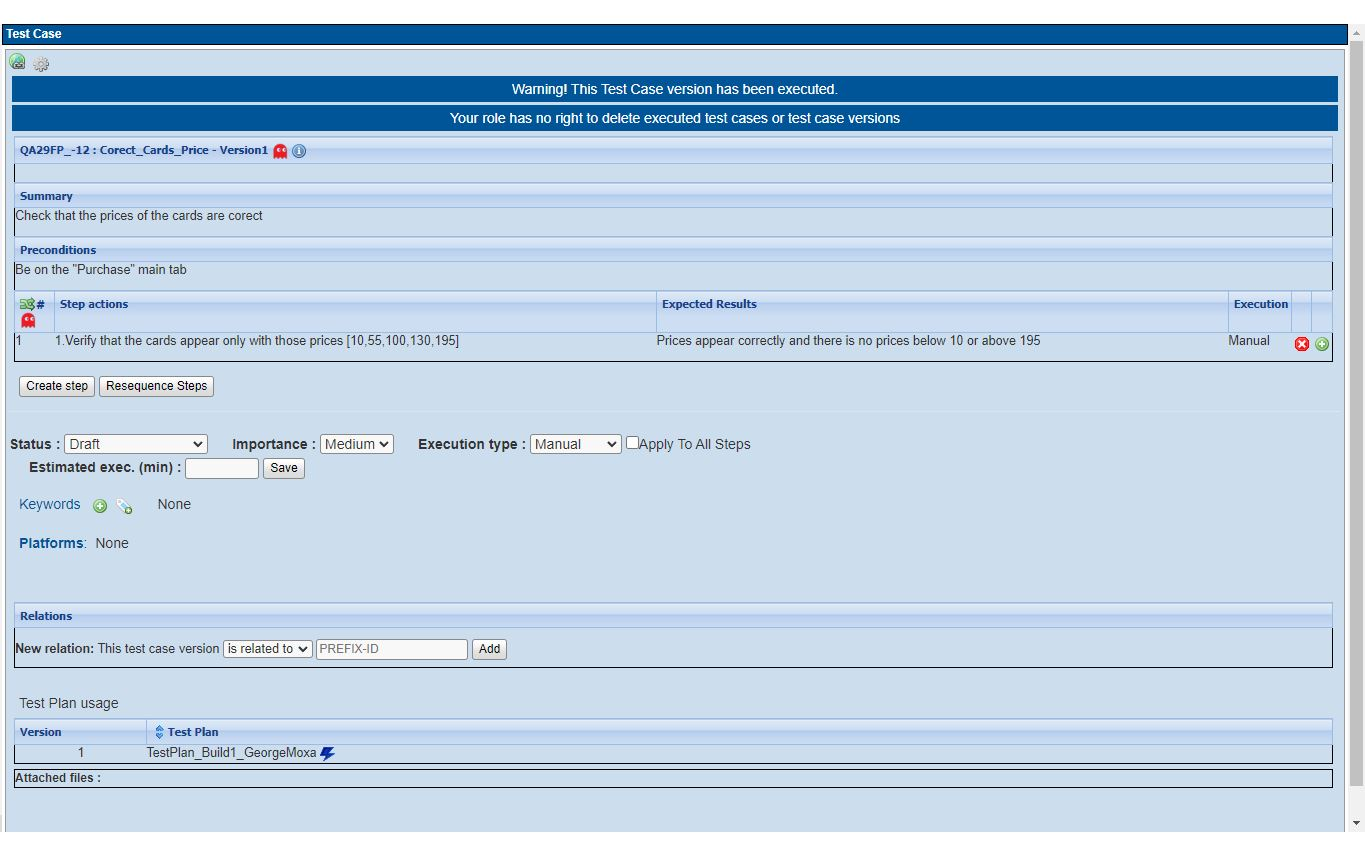 Test Case
Warning! This Test Case version has been executed.
Your role has no right to delete executed test cases or test case versions
QA29FP_-12 : Corect_Cards_Price - Version1
Summary
Check that the prices of the cards are corect
Preconditions
Be on the "Purchase" main tab
# Step actions Expected Results Execution
1 1.Verify that the cards appear only with those prices [10,55,100,130,195] Prices appear correctly and there is no prices below 10 or above 195 Manual
Create step Resequence Steps
Status : Draft Importance : Medium Execution type : Manual Apply To All Steps
Estimated exec. (min) : Save
Keywords None
Platforms: None
Relations
New relation: This test case version is related to PREFIX-ID Add
Test Plan usage
Version Test Plan
1 TestPlan_Build1_GeorgeMoxa
Attached files :